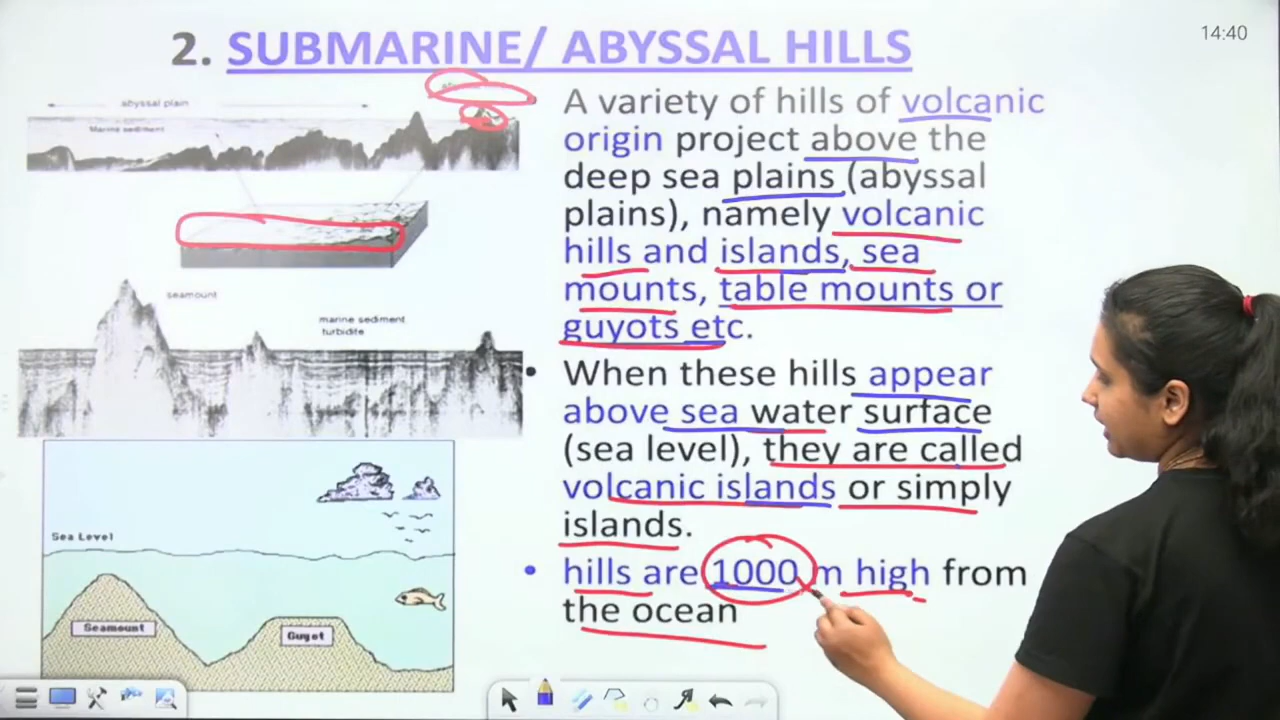 14:40
2. SUBMARINE/ ABYSSAL HILLS
abyssal plain
Marine sediment
seamount
marine sediment
turbidite
Sea Level
Seamount
Guyot
A variety of hills of volcanic
origin project above the
deep sea plains (abyssal
plains), namely volcanic
hills and islands, sea
mounts, table mounts or
guyots etc.
• When these hills appear
above sea water surface
(sea level), they are called
volcanic islands or simply
islands.
• hills are 1000 m high from
the ocean